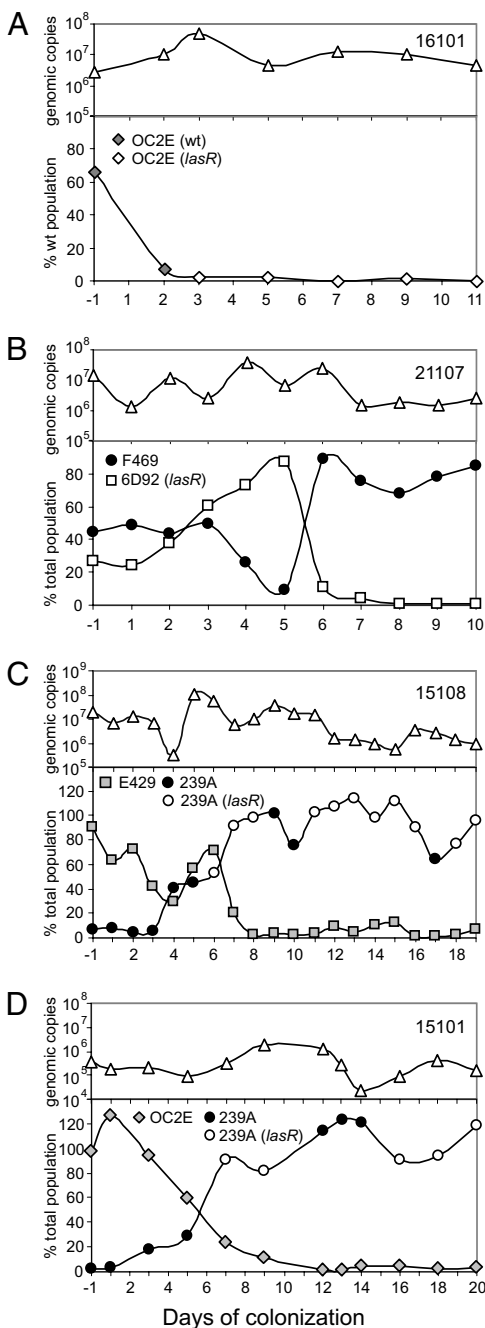 A
10^8
10^7
10^6
10^5
genomic copies
16101
80
60
40
20
0
% wt population
OC2E (wt)
OC2E (lasR)
-1 1 2 3 4 5 6 7 8 9 10 11
B
10^8
10^7
10^6
10^5
genomic copies
21107
80
60
40
20
0
% total population
F469
6D92 (lasR)
-1 1 2 3 4 5 6 7 8 9 10
C
10^9
10^8
10^7
10^6
10^5
genomic copies
15108
120
100
80
60
40
20
0
% total population
E429 239A
239A (lasR)
-1 2 4 6 8 10 12 14 16 18
D
10^8
10^7
10^6
10^5
10^4
genomic copies
15101
120
100
80
60
40
20
0
% total population
OC2E 239A
239A (lasR)
-1 2 4 6 8 10 12 14 16 18 20
Days of colonization